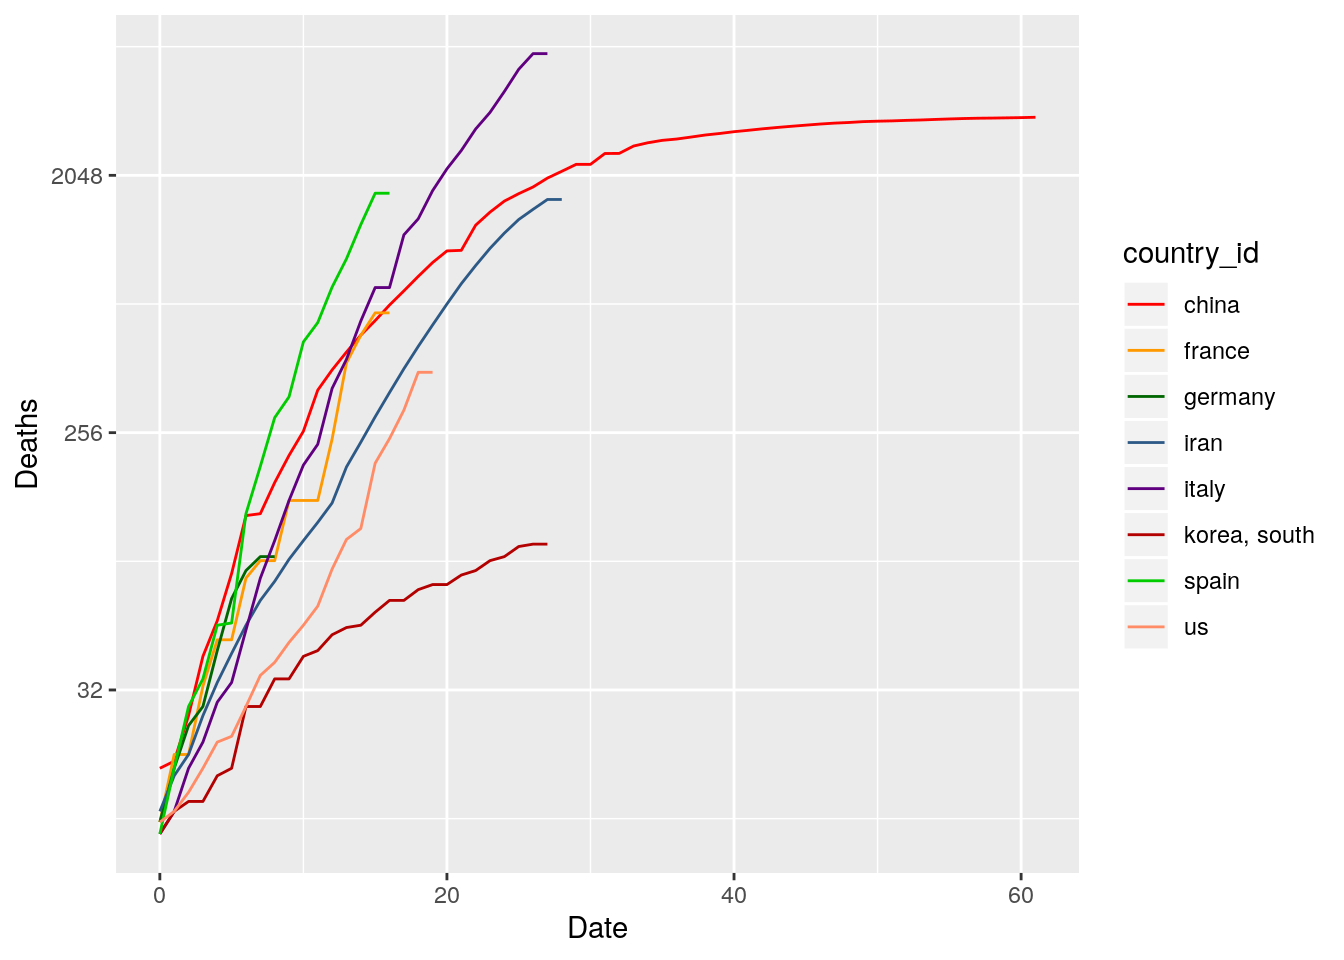 Deaths
2048
256
32
0
20
40
60
Date
country_id
china
france
germany
iran
italy
korea, south
spain
us